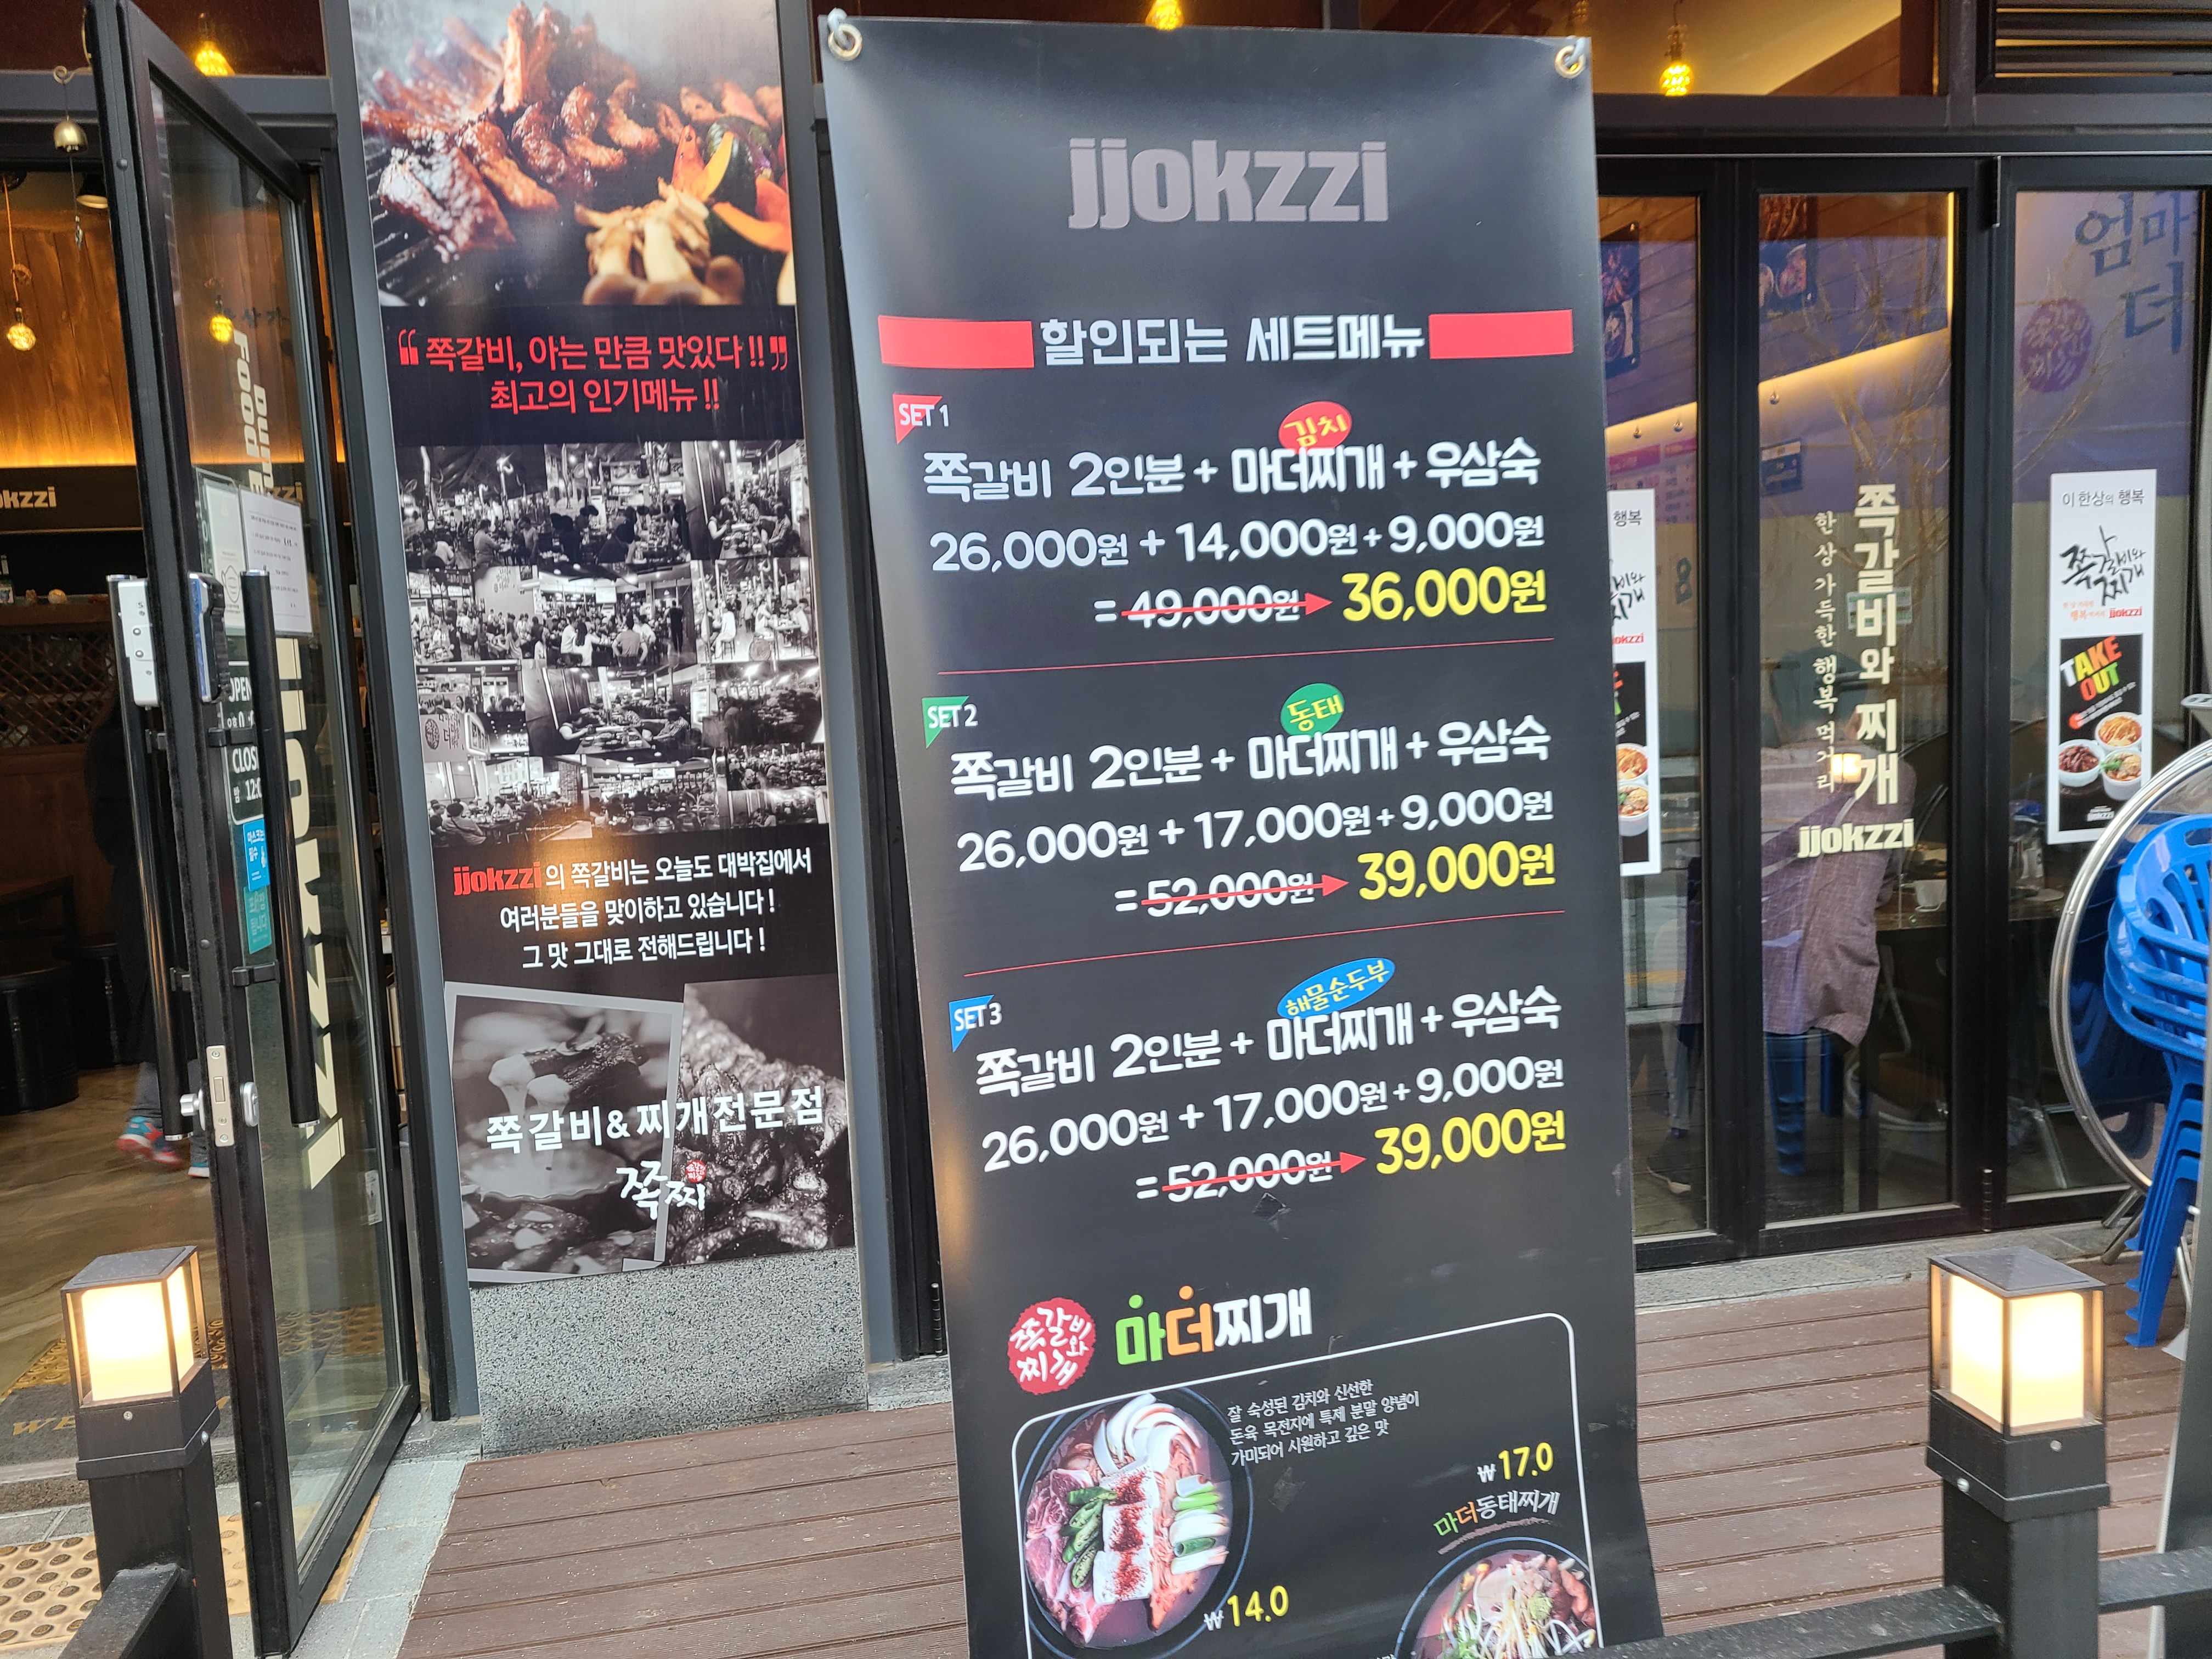 ❝ 쪽갈비, 아는 만큼 맛있다 !! ❞
최고의 인기메뉴 !!
jjokzzi의 쪽갈비는 오늘도 대박집에서
여러분들을 맞이하고 있습니다 !
그 맛 그대로 전해드립니다 !
쪽갈비&찌개전문점
쪽찌
jjokzzi
할인되는 세트메뉴
SET 1
김치
쪽갈비 2인분 + 마더찌개 + 우삼숙
26,000원 + 14,000원 + 9,000원
= 49,000원 → 36,000원
SET 2
동태
쪽갈비 2인분 + 마더찌개 + 우삼숙
26,000원 + 17,000원 + 9,000원
= 52,000원 → 39,000원
SET 3
해물순두부
쪽갈비 2인분 + 마더찌개 + 우삼숙
26,000원 + 17,000원 + 9,000원
= 52,000원 → 39,000원
쪽갈비와
찌개
마더찌개
잘 숙성된 김치와 신선한
돈육 목전지에 특제 분말 양념이
가미되어 시원하고 깊은 맛
₩14.0
₩17.0
마더동태찌개
엄마
더
쪽갈비와 찌개
한상가득한 행복먹거리
jjokzzi
행복
이 한상의 행복
쪽갈비와
찌개
jjokzzi
TAKE
OUT
OPEN
CLOSE